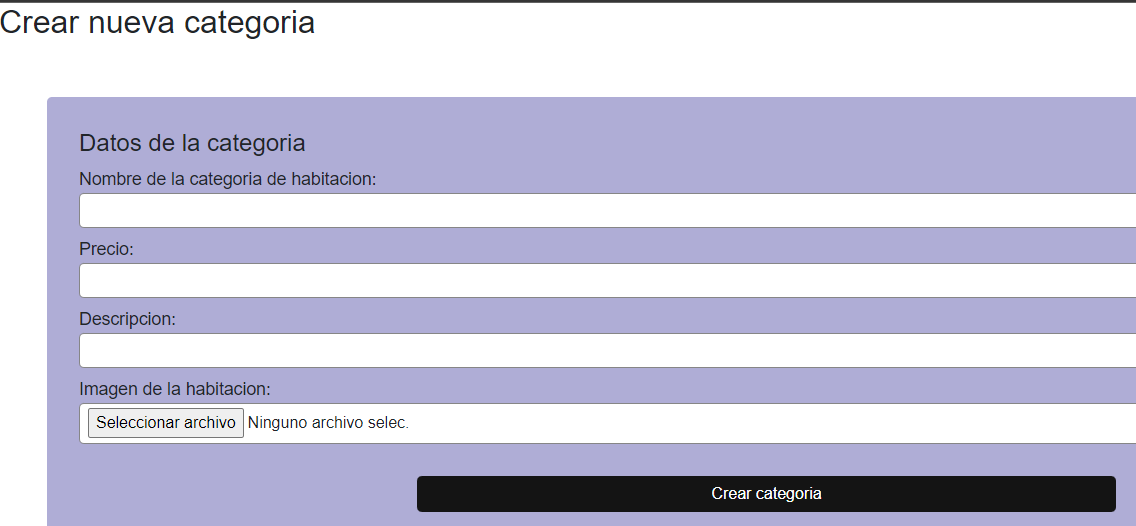 Crear nueva categoria
Datos de la categoria
Nombre de la categoria de habitacion:
Precio:
Descripcion:
Imagen de la habitacion:
Seleccionar archivo Ninguno archivo selec.
Crear categoria